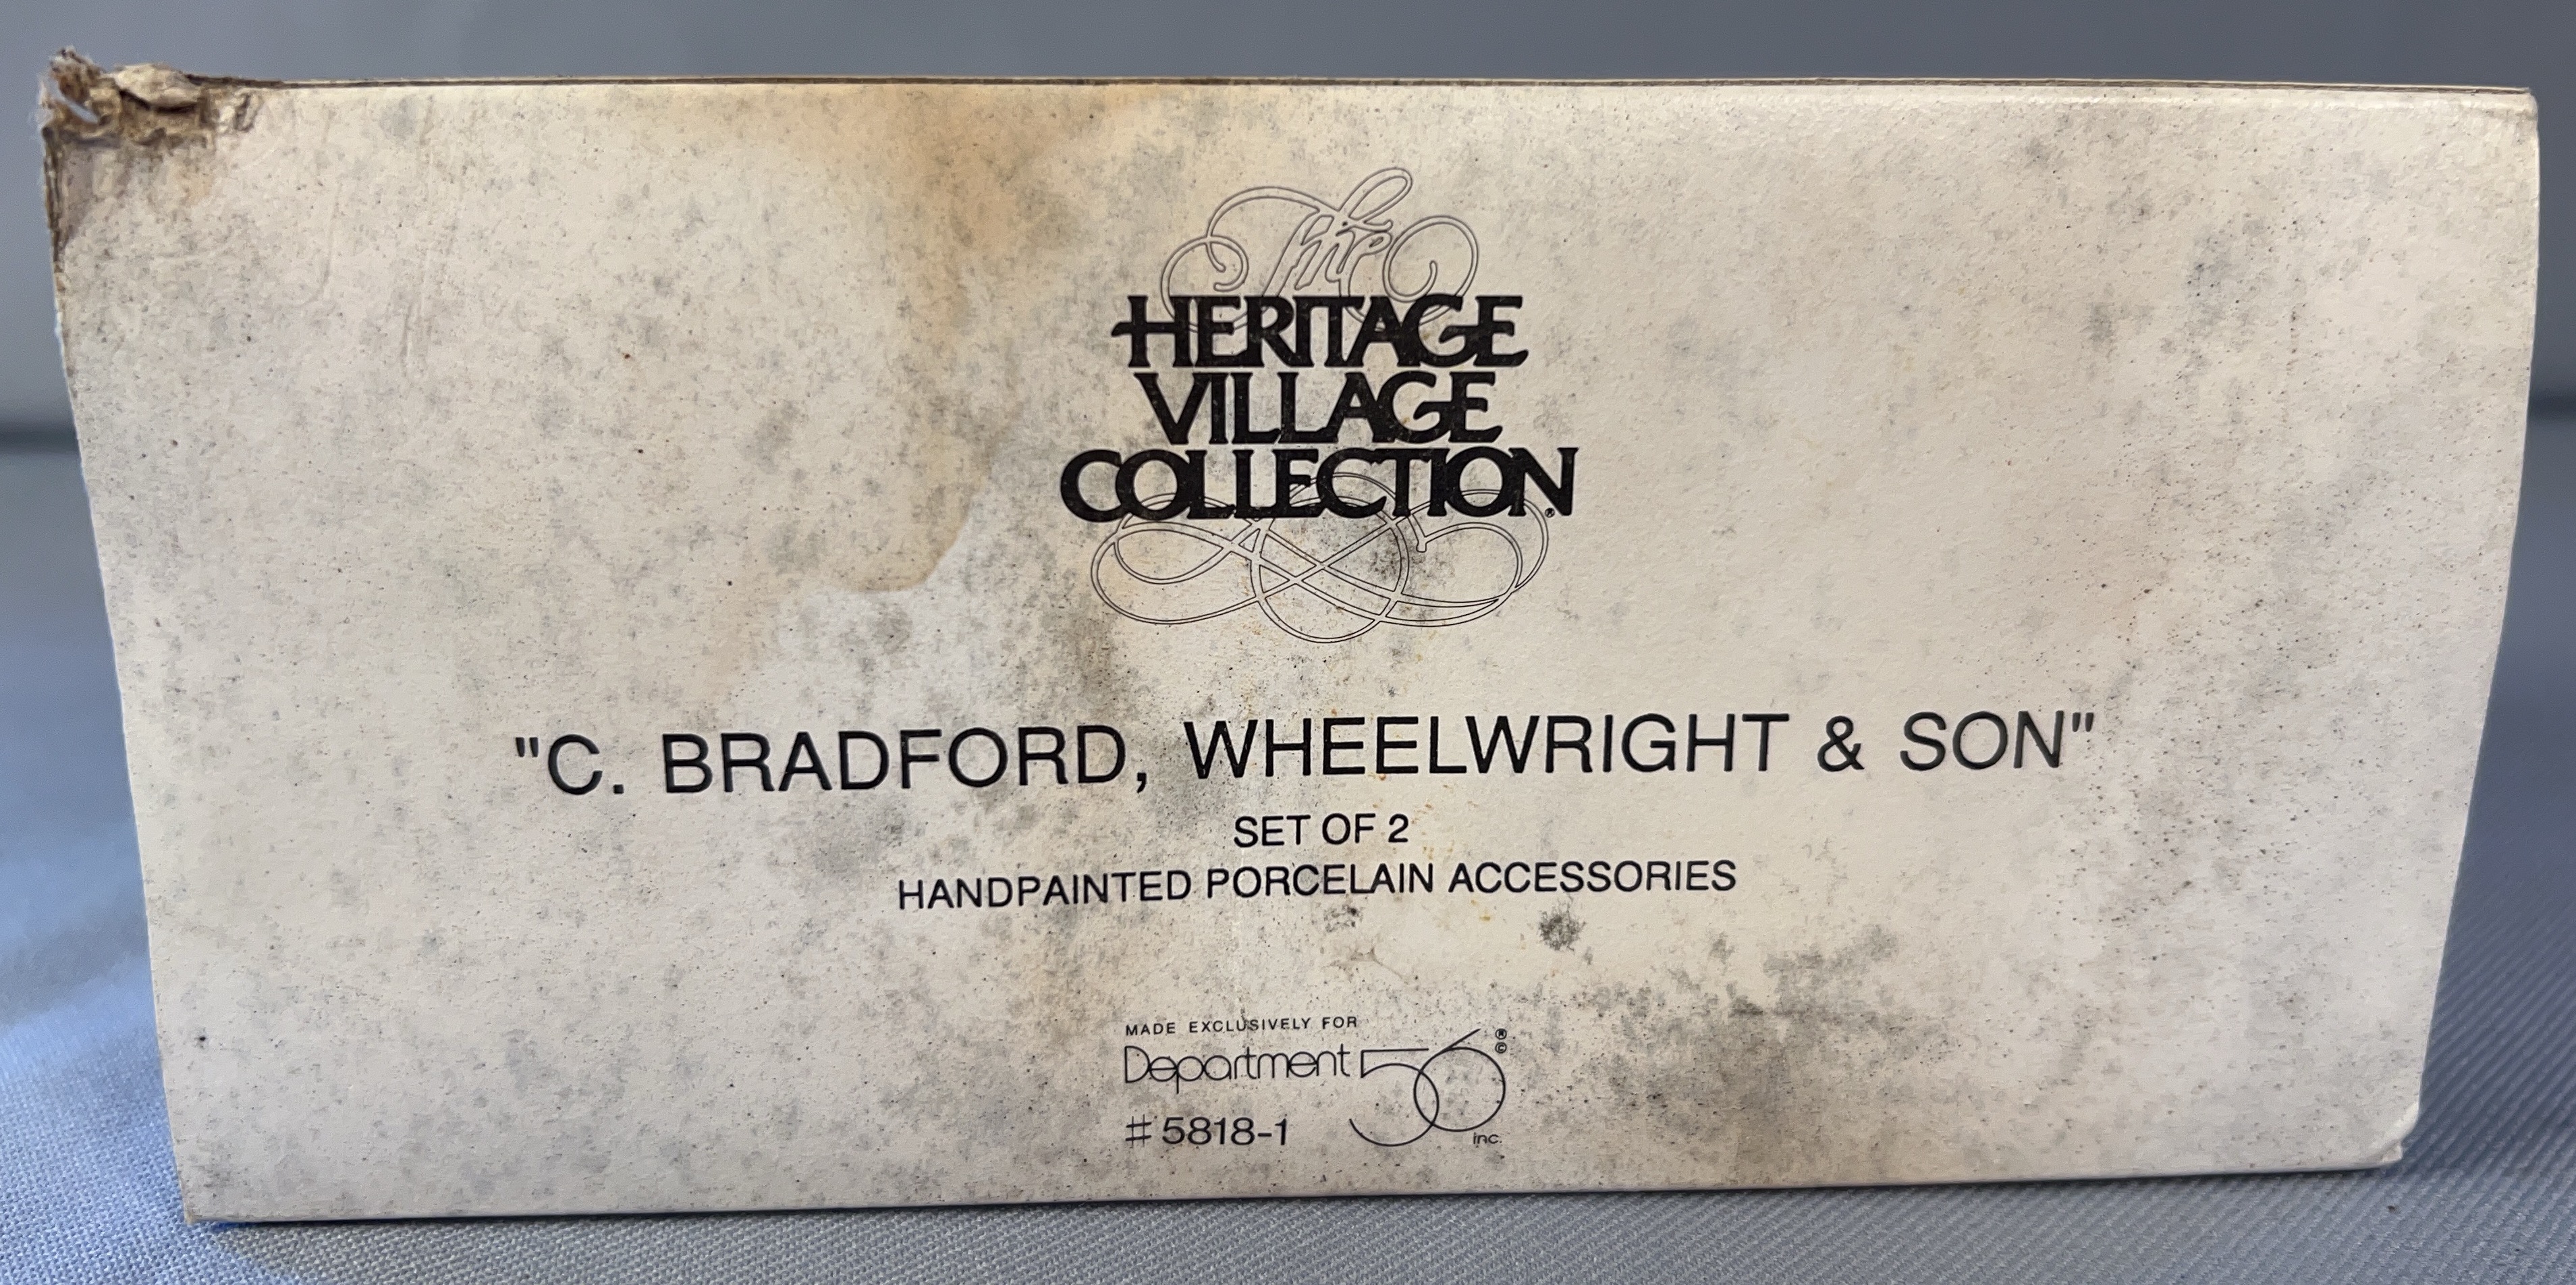 The
HERITAGE
VILLAGE
COLLECTION®
"C. BRADFORD, WHEELWRIGHT & SON"
SET OF 2
HANDPAINTED PORCELAIN ACCESSORIES
MADE EXCLUSIVELY FOR
Department 56 ® ©
inc.
#5818-1